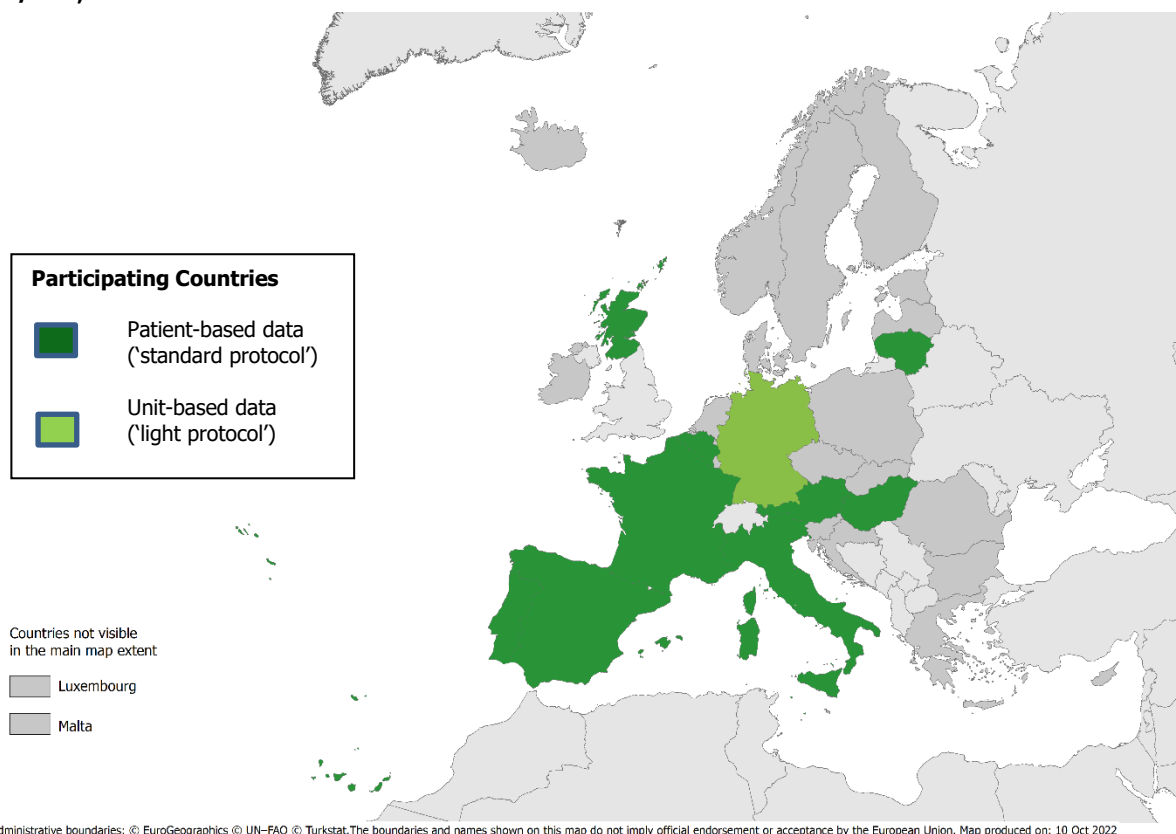 Participating Countries
Patient-based data
(‘standard protocol’)
Unit-based data
(‘light protocol’)
Countries not visible
in the main map extent
Luxembourg
Malta
dministrative boundaries: © EuroGeographics © UN–FAO © Turkstat.The boundaries and names shown on this map do not imply official endorsement or acceptance by the European Union. Map produced on: 10 Oct 2022